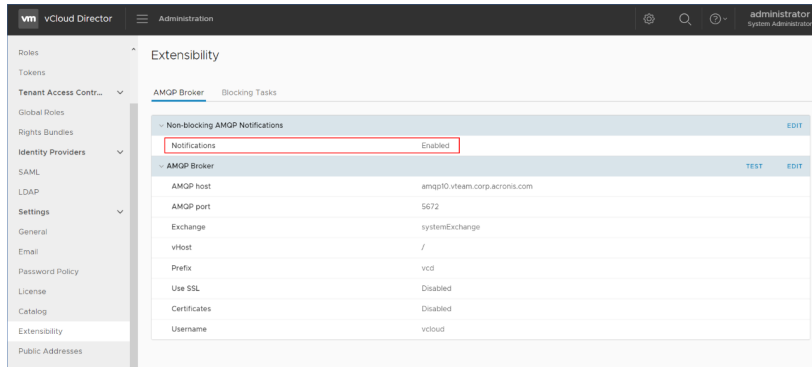 vm vCloud Director Administration administrator
System Administrator
Roles
Tokens
Tenant Access Contr...
Global Roles
Rights Bundles
Identity Providers
SAML
LDAP
Settings
General
Email
Password Policy
License
Catalog
Extensibility
Public Addresses
Extensibility
AMQP Broker Blocking Tasks
Non-blocking AMQP Notifications EDIT
Notifications Enabled
AMQP Broker TEST EDIT
AMQP host amqp10.vteam.corp.acronis.com
AMQP port 5672
Exchange systemExchange
vHost /
Prefix vcd
Use SSL Disabled
Certificates Disabled
Username vcloud